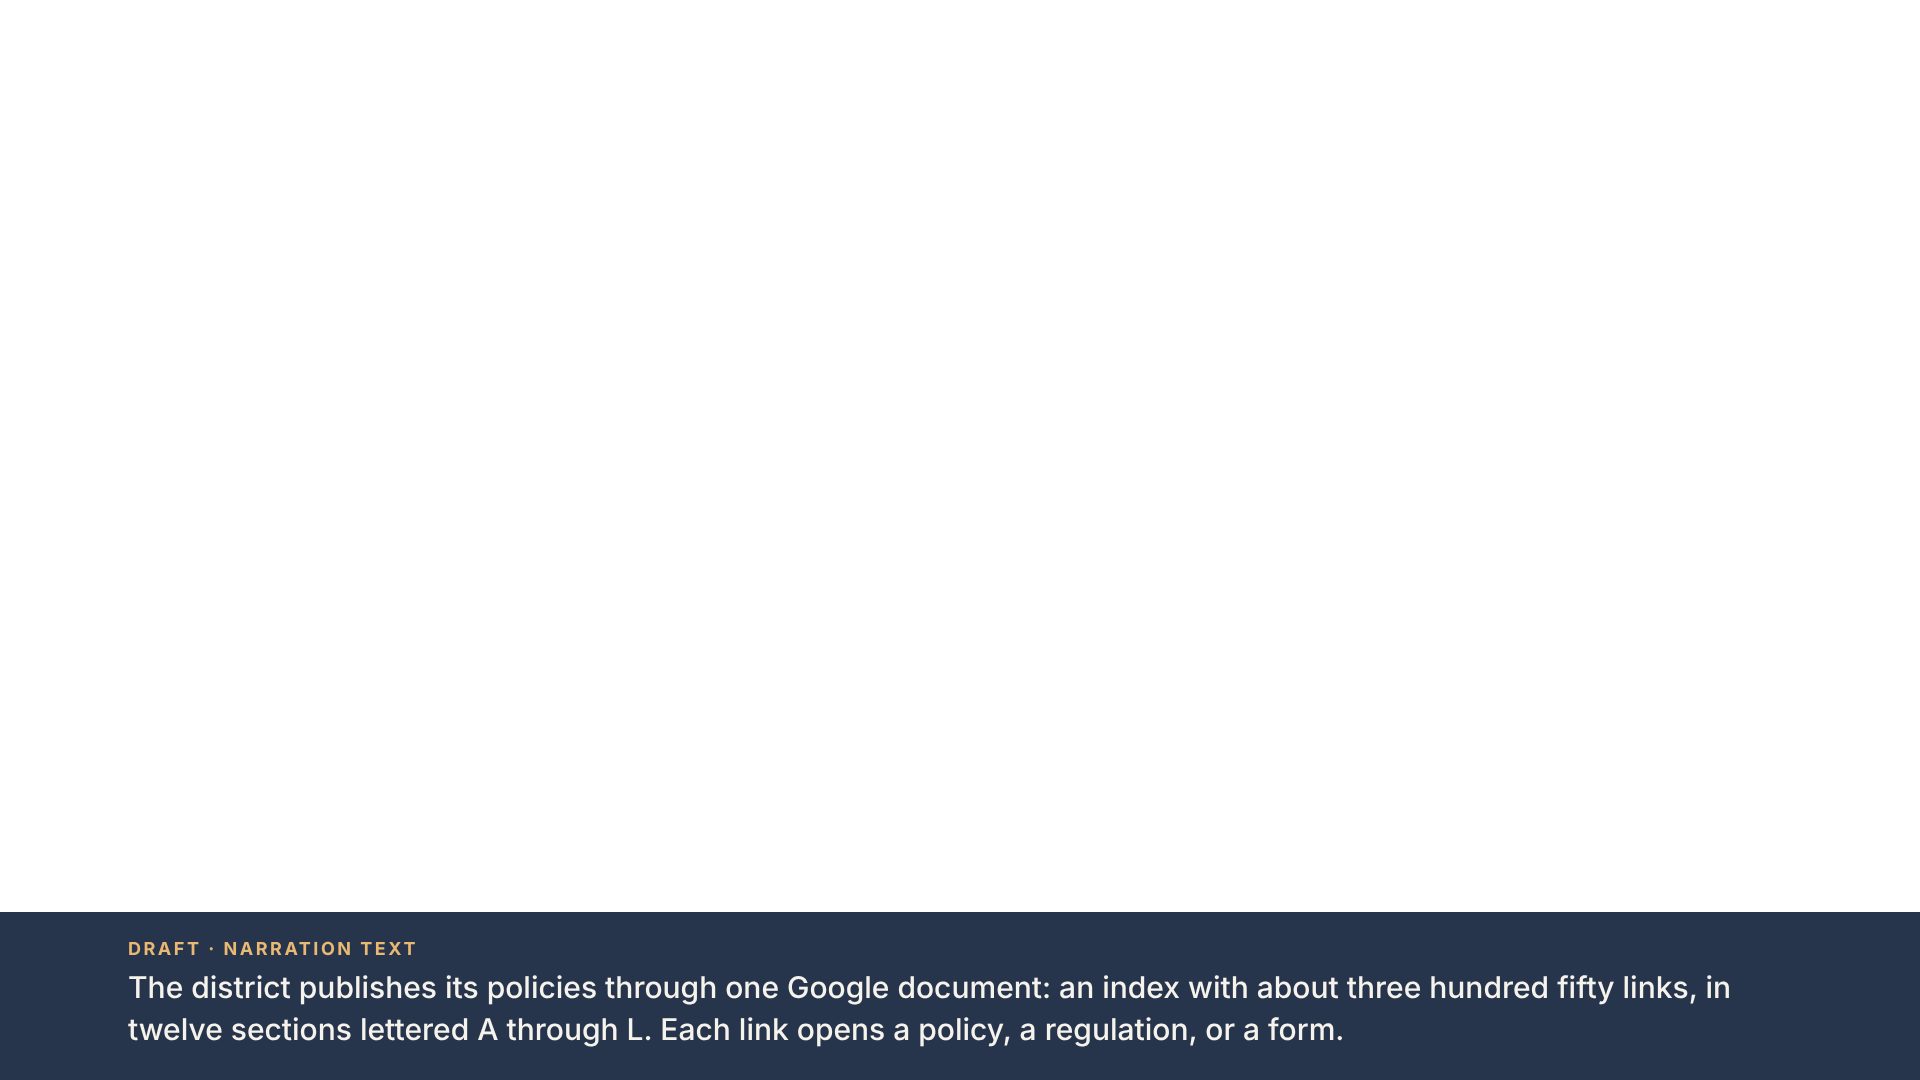 DRAFT · NARRATION TEXT
The district publishes its policies through one Google document: an index with about three hundred fifty links, in
twelve sections lettered A through L. Each link opens a policy, a regulation, or a form.